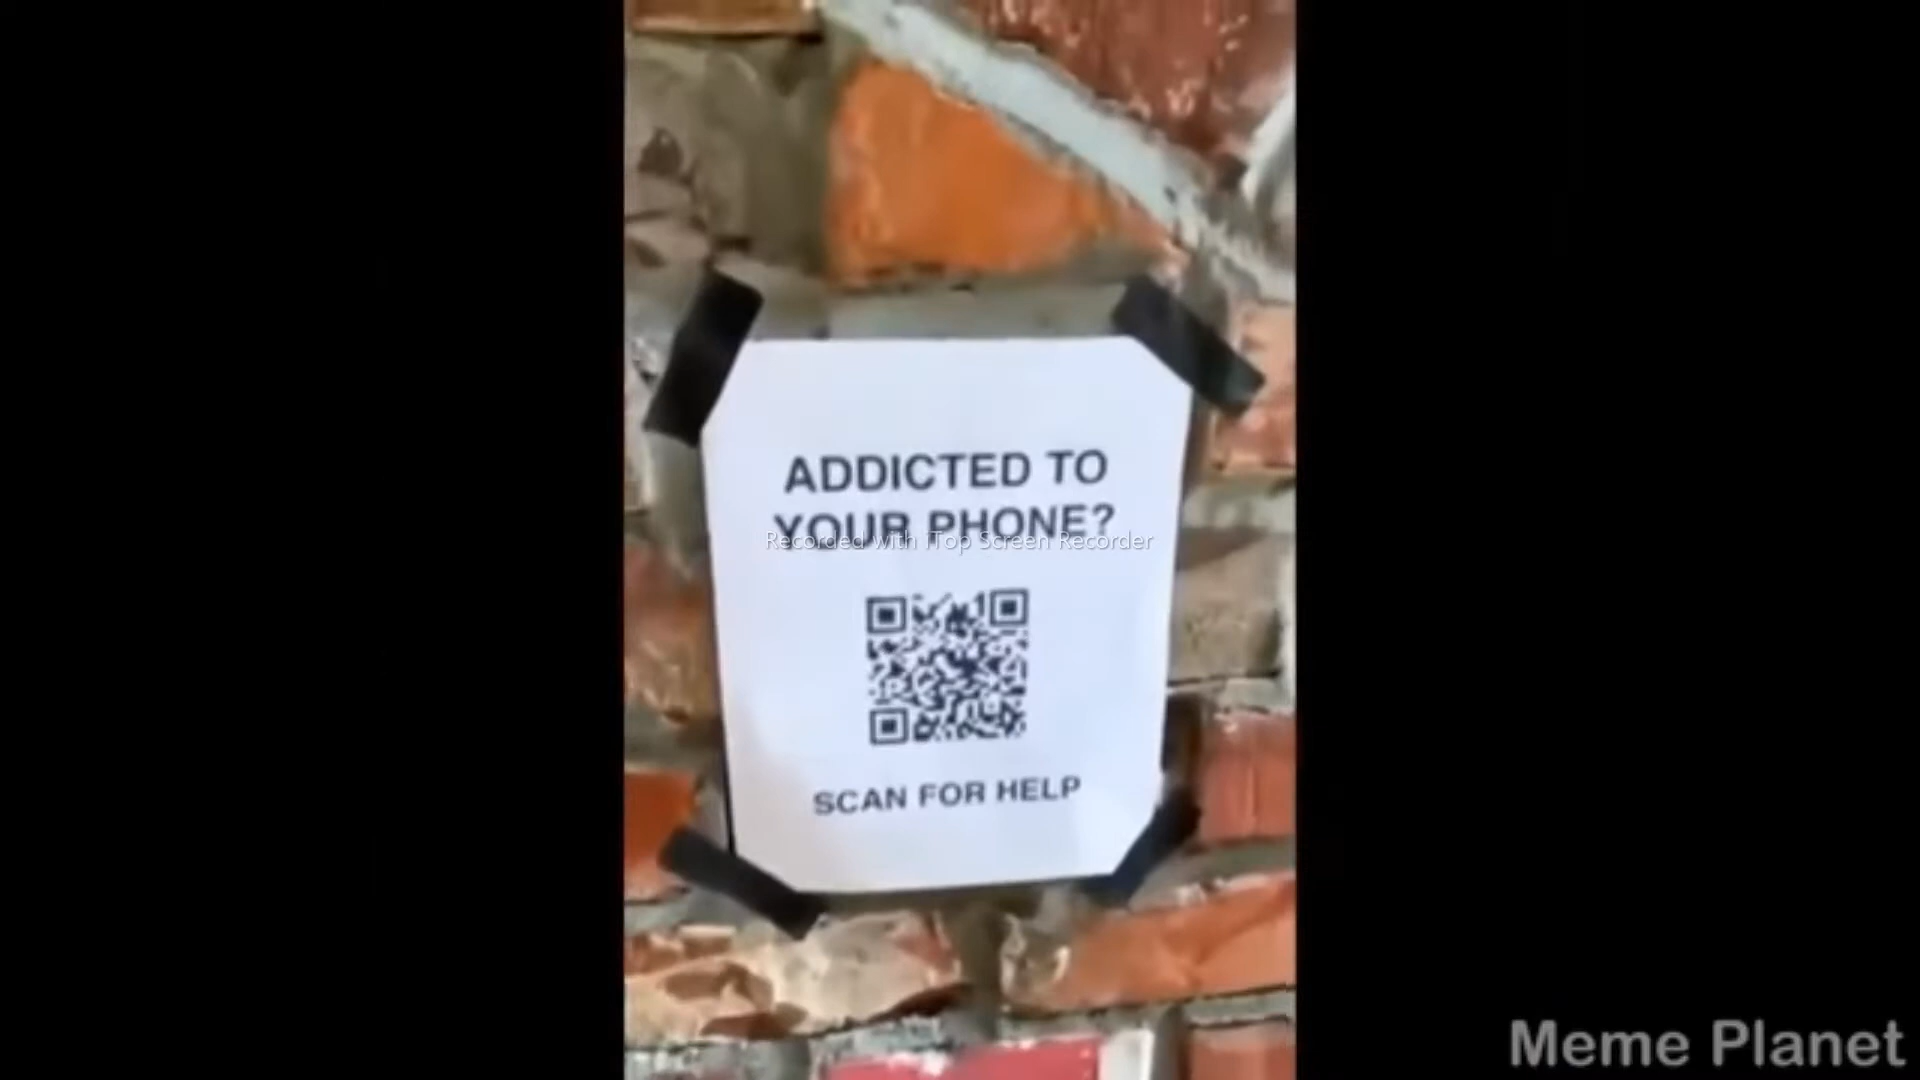 ADDICTED TO
YOUR PHONE?
Recorded with iTop Screen Recorder
SCAN FOR HELP
Meme Planet